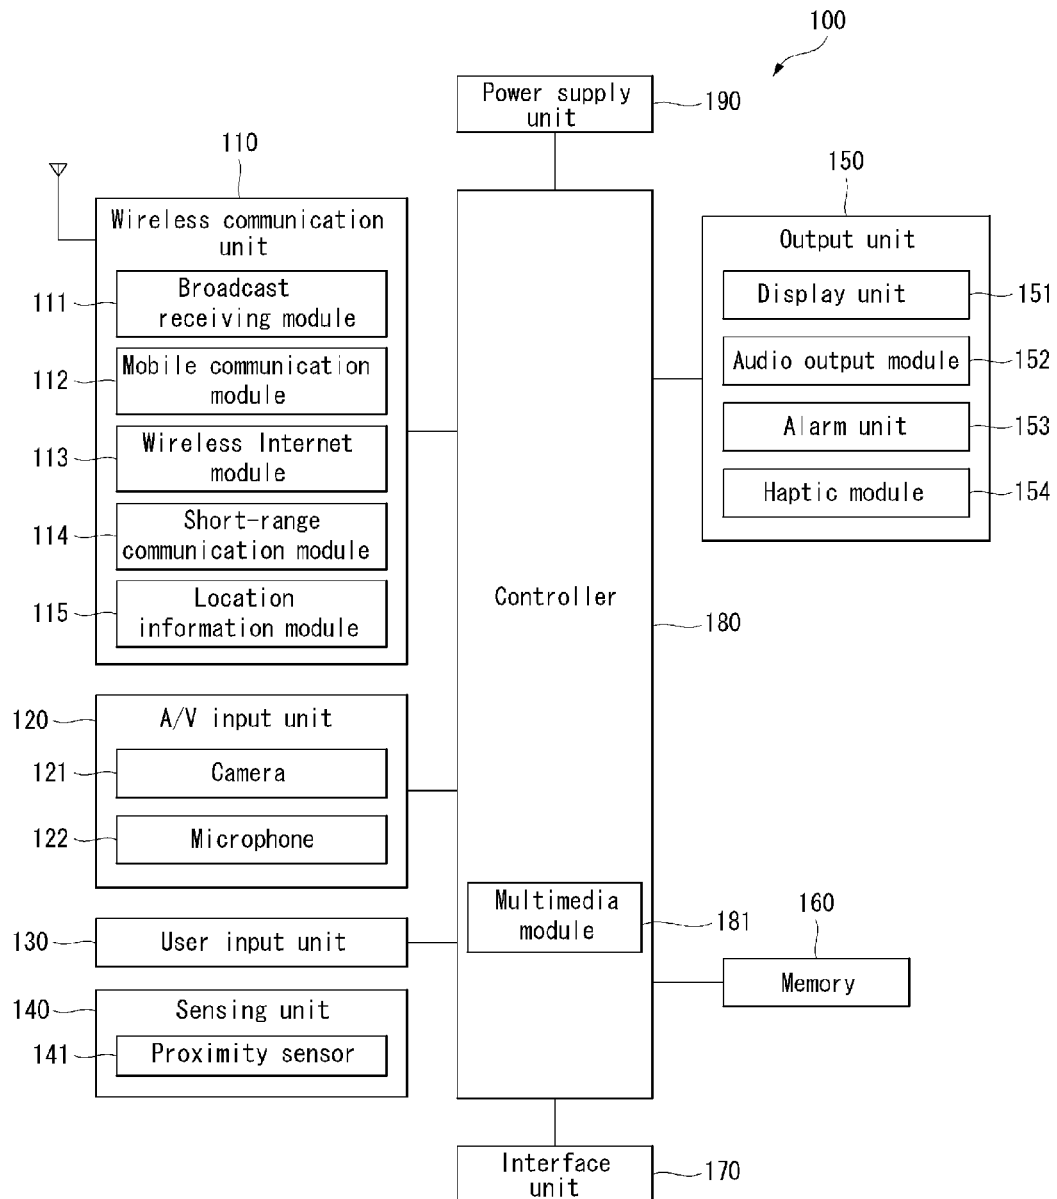 100
Power supply
unit
190
110
Wireless communication
unit
Broadcast
receiving module
111
Mobile communication
module
112
Wireless Internet
module
113
Short-range
communication module
114
Location
information module
115
150
Output unit
Display unit
151
Audio output module
152
Alarm unit
153
Haptic module
154
Controller
180
120
A/V input unit
121
Camera
122
Microphone
Multimedia
module
181
130
User input unit
160
Memory
140
Sensing unit
141
Proximity sensor
Interface
unit
170